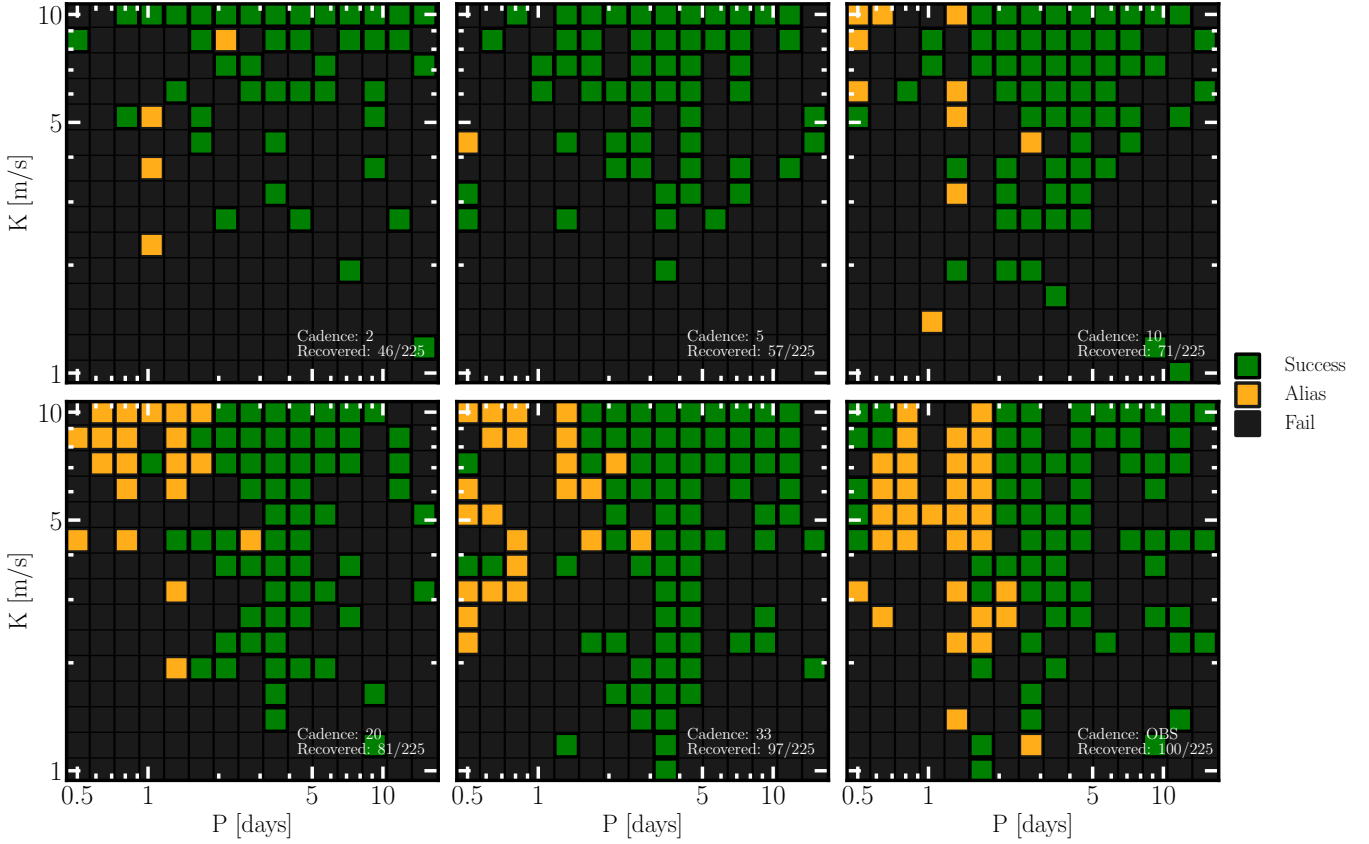 10
5
1
K [m/s]
Cadence: 2
Recovered: 46/225
Cadence: 5
Recovered: 57/225
Cadence: 10
Recovered: 71/225
Success
Alias
Fail
10
5
1
K [m/s]
Cadence: 20
Recovered: 81/225
Cadence: 33
Recovered: 97/225
Cadence: OBS
Recovered: 100/225
0.5 1 5 10
0.5 1 5 10
0.5 1 5 10
P [days]
P [days]
P [days]